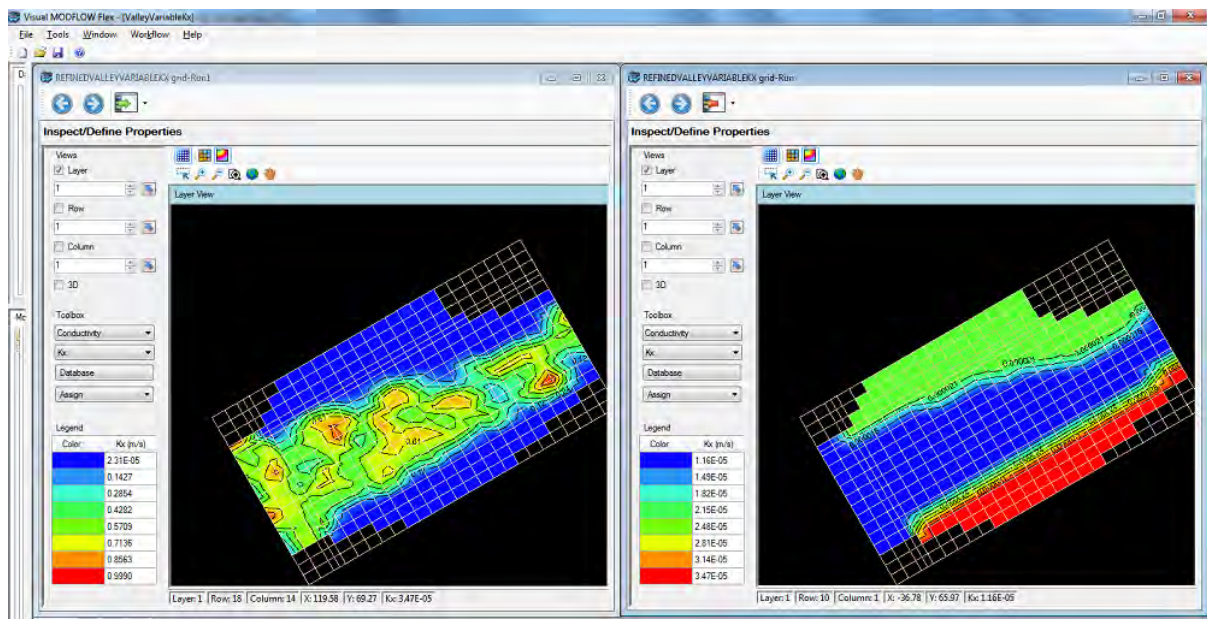 Visual MODFLOW Flex - [ValleyVariableKx]
File Tools Window Workflow Help
REFINEDVALLEYVARIABLEKX grid-Run1
Inspect/Define Properties
Views
Layer
1
Row
1
Column
1
3D
Toolbox
Conductivity
Kx
Database
Assign
Legend
Color Kx (m/s)
2.31E-05
0.1427
0.2854
0.4282
0.5709
0.7136
0.8563
0.9990
Layer View
Layer: 1 Row: 18 Column: 14 X: 119.58 Y: 69.27 Kx: 3.47E-05
REFINEDVALLEYVARIABLEKX grid-Run
Inspect/Define Properties
Views
Layer
1
Row
1
Column
1
3D
Toolbox
Conductivity
Kx
Database
Assign
Legend
Color Kx (m/s)
1.16E-05
1.49E-05
1.82E-05
2.15E-05
2.48E-05
2.81E-05
3.14E-05
3.47E-05
Layer View
0.000021
Layer: 1 Row: 10 Column: 1 X: -36.78 Y: 65.97 Kx: 1.16E-05